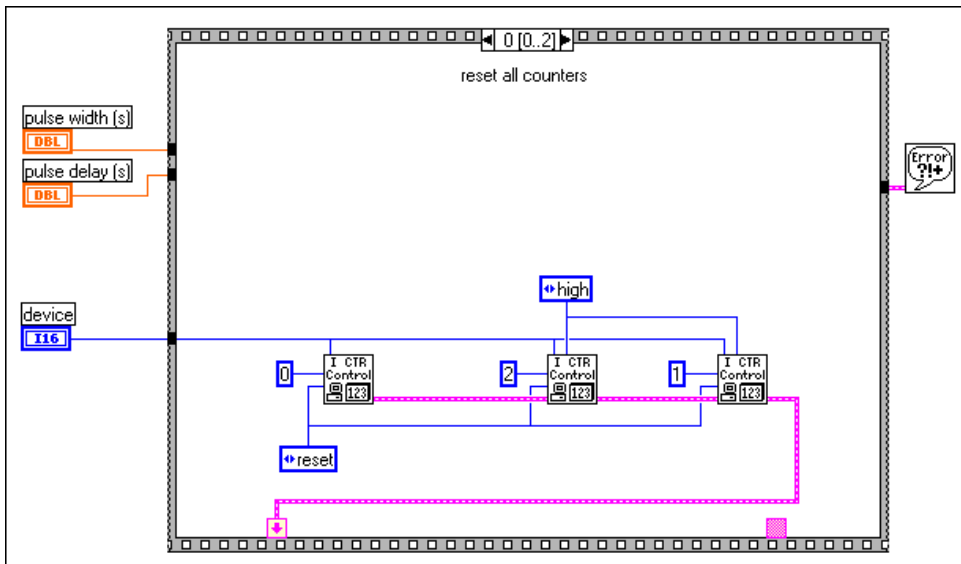 0 [0..2]
reset all counters
pulse width (s)
DBL
pulse delay (s)
DBL
Error
?!+
high
device
I16
I CTR
Control
123
I CTR
Control
123
I CTR
Control
123
0
2
1
reset